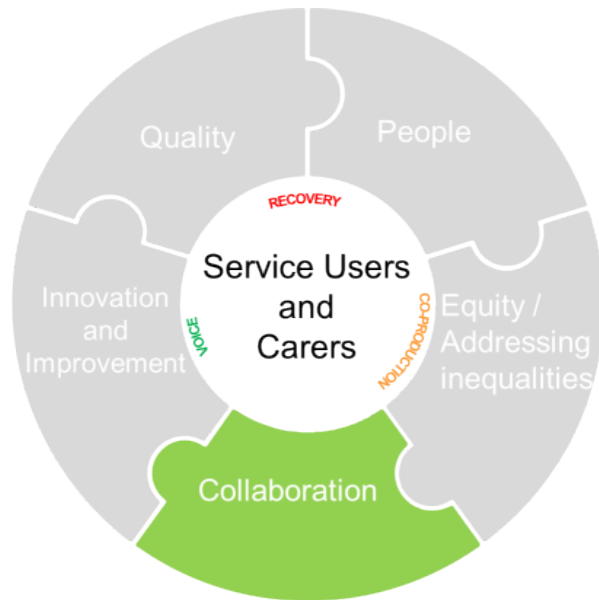 Quality
People
RECOVERY
Service Users
and
Carers
VOICE
CO-PRODUCTION
Innovation
and
Improvement
Equity /
Addressing
inequalities
Collaboration